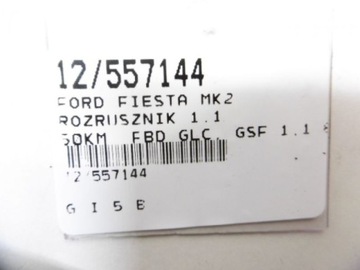 12/557144
FORD FIESTA MK2
ROZRUSZNIK 1.1
50KM FBD GLC. GSF 1.1
12/557144
G I 5 E